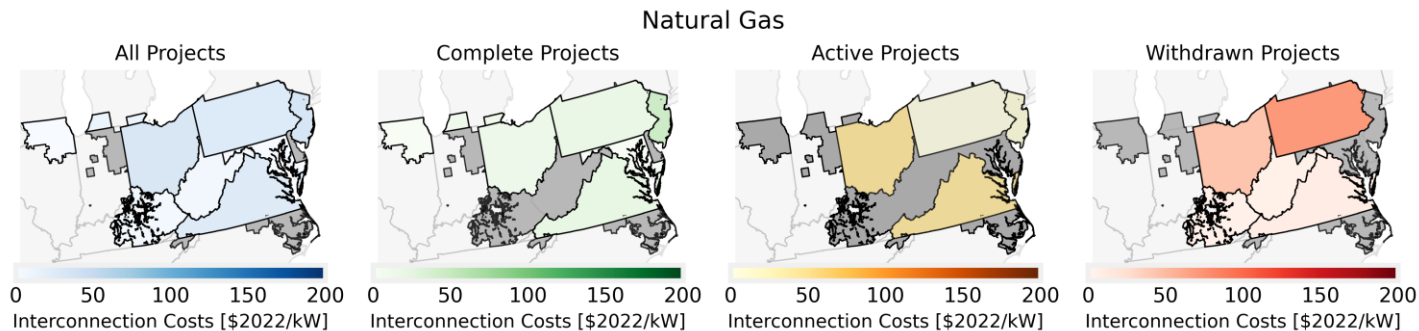 Natural Gas
All Projects
Complete Projects
Active Projects
Withdrawn Projects
0 50 100 150 200
0 50 100 150 200
0 50 100 150 200
0 50 100 150 200
Interconnection Costs [$2022/kW]
Interconnection Costs [$2022/kW]
Interconnection Costs [$2022/kW]
Interconnection Costs [$2022/kW]